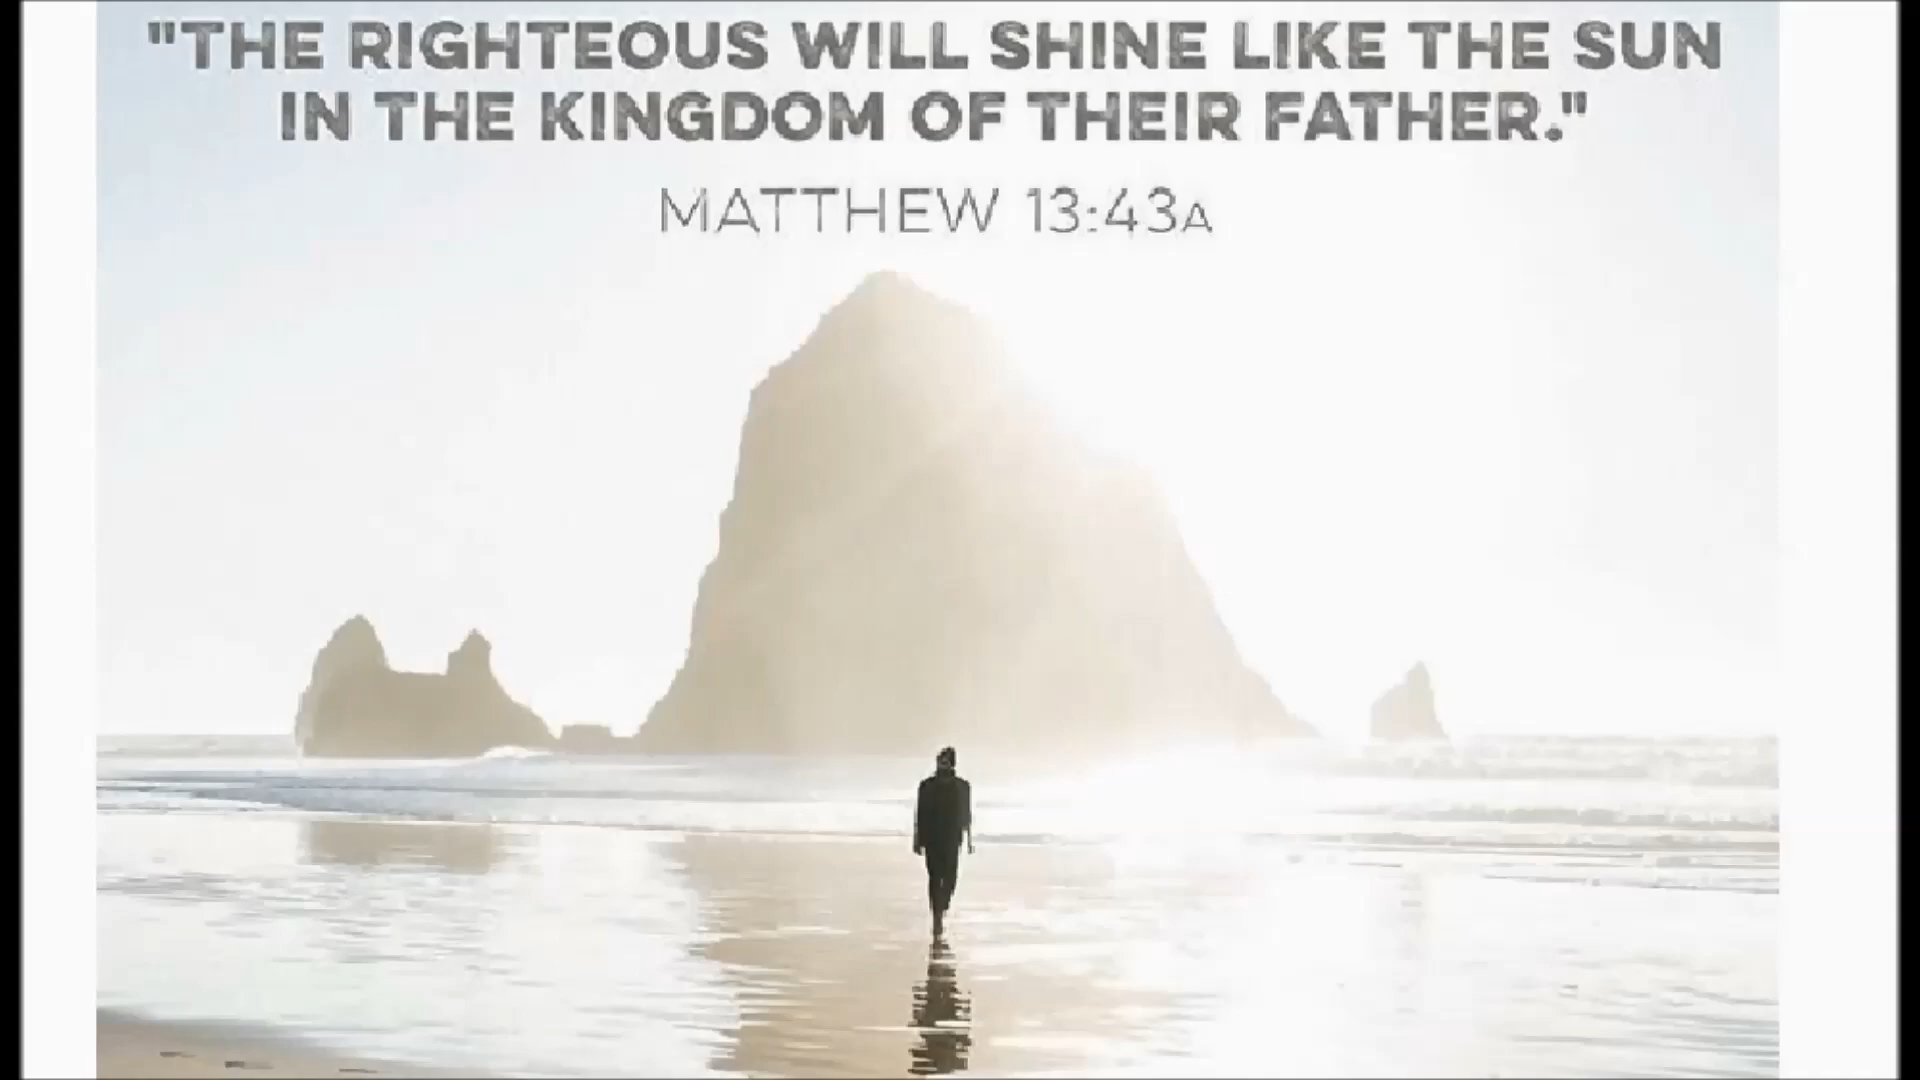 "THE RIGHTEOUS WILL SHINE LIKE THE SUN
IN THE KINGDOM OF THEIR FATHER."
MATTHEW 13:43A